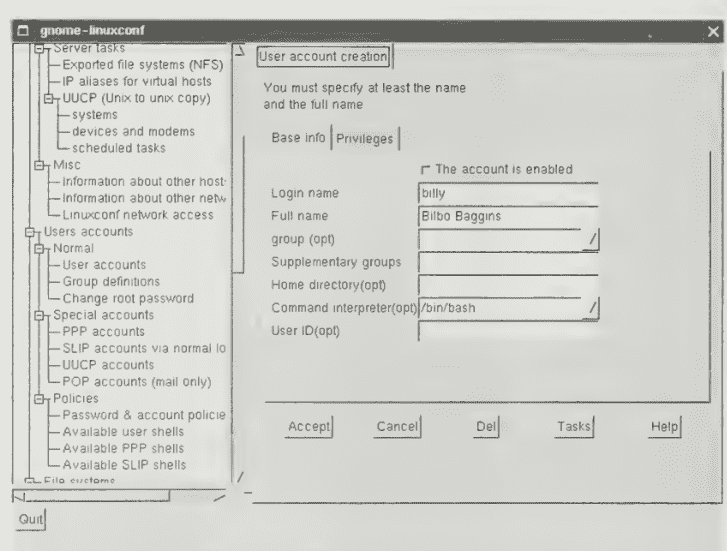 gnome-linuxconf
Server tasks
Exported file systems (NFS)
IP aliases for virtual hosts
UUCP (Unix to unix copy)
systems
devices and modems
scheduled tasks
Misc
Information about other host
Information about other netw
Linuxconf network access
Users accounts
Normal
User accounts
Group definitions
Change root password
Special accounts
PPP accounts
SLIP accounts via normal lo
UUCP accounts
POP accounts (mail only)
Policies
Password & account policie
Available user shells
Available PPP shells
Available SLIP shells
File systems
Quit
User account creation
You must specify at least the name
and the full name
Base info Privileges
The account is enabled
Login name billy
Full name Bilbo Baggins
group (opt)
Supplementary groups
Home directory(opt)
Command interpreter(opt) /bin/bash
User ID(opt)
Accept Cancel Del Tasks Help